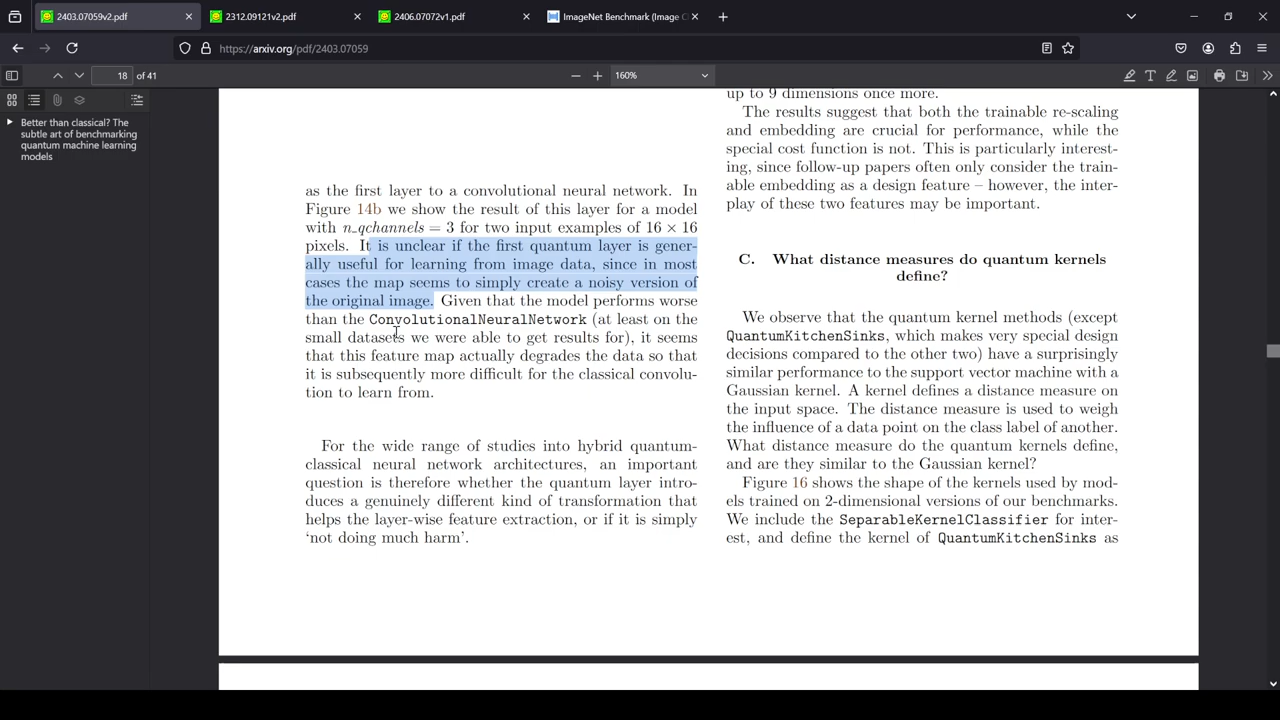 2403.07059v2.pdf
2312.09121v2.pdf
2406.07072v1.pdf
ImageNet Benchmark (Image C
https://arxiv.org/pdf/2403.07059
18 of 41
160%
Better than classical? The
subtle art of benchmarking
quantum machine learning
models
as the first layer to a convolutional neural network. In
Figure 14b we show the result of this layer for a model
with n_qchannels = 3 for two input examples of 16 × 16
pixels. It is unclear if the first quantum layer is gener-
ally useful for learning from image data, since in most
cases the map seems to simply create a noisy version of
the original image. Given that the model performs worse
than the ConvolutionalNeuralNetwork (at least on the
small datasets we were able to get results for), it seems
that this feature map actually degrades the data so that
it is subsequently more difficult for the classical convolu-
tion to learn from.
For the wide range of studies into hybrid quantum-
classical neural network architectures, an important
question is therefore whether the quantum layer intro-
duces a genuinely different kind of transformation that
helps the layer-wise feature extraction, or if it is simply
‘not doing much harm’.
up to 9 dimensions once more.
The results suggest that both the trainable re-scaling
and embedding are crucial for performance, while the
special cost function is not. This is particularly interest-
ing, since follow-up papers often only consider the train-
able embedding as a design feature – however, the inter-
play of these two features may be important.
C. What distance measures do quantum kernels
define?
We observe that the quantum kernel methods (except
QuantumKitchenSinks, which makes very special design
decisions compared to the other two) have a surprisingly
similar performance to the support vector machine with a
Gaussian kernel. A kernel defines a distance measure on
the input space. The distance measure is used to weigh
the influence of a data point on the class label of another.
What distance measure do the quantum kernels define,
and are they similar to the Gaussian kernel?
Figure 16 shows the shape of the kernels used by mod-
els trained on 2-dimensional versions of our benchmarks.
We include the SeparableKernelClassifier for inter-
est, and define the kernel of QuantumKitchenSinks as